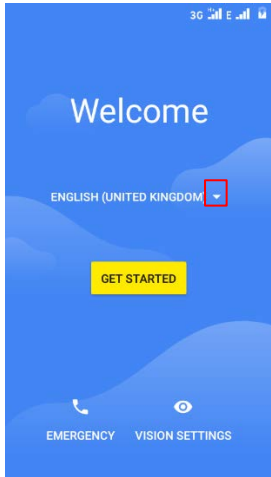 3G E
Welcome
ENGLISH (UNITED KINGDOM)
GET STARTED
EMERGENCY VISION SETTINGS